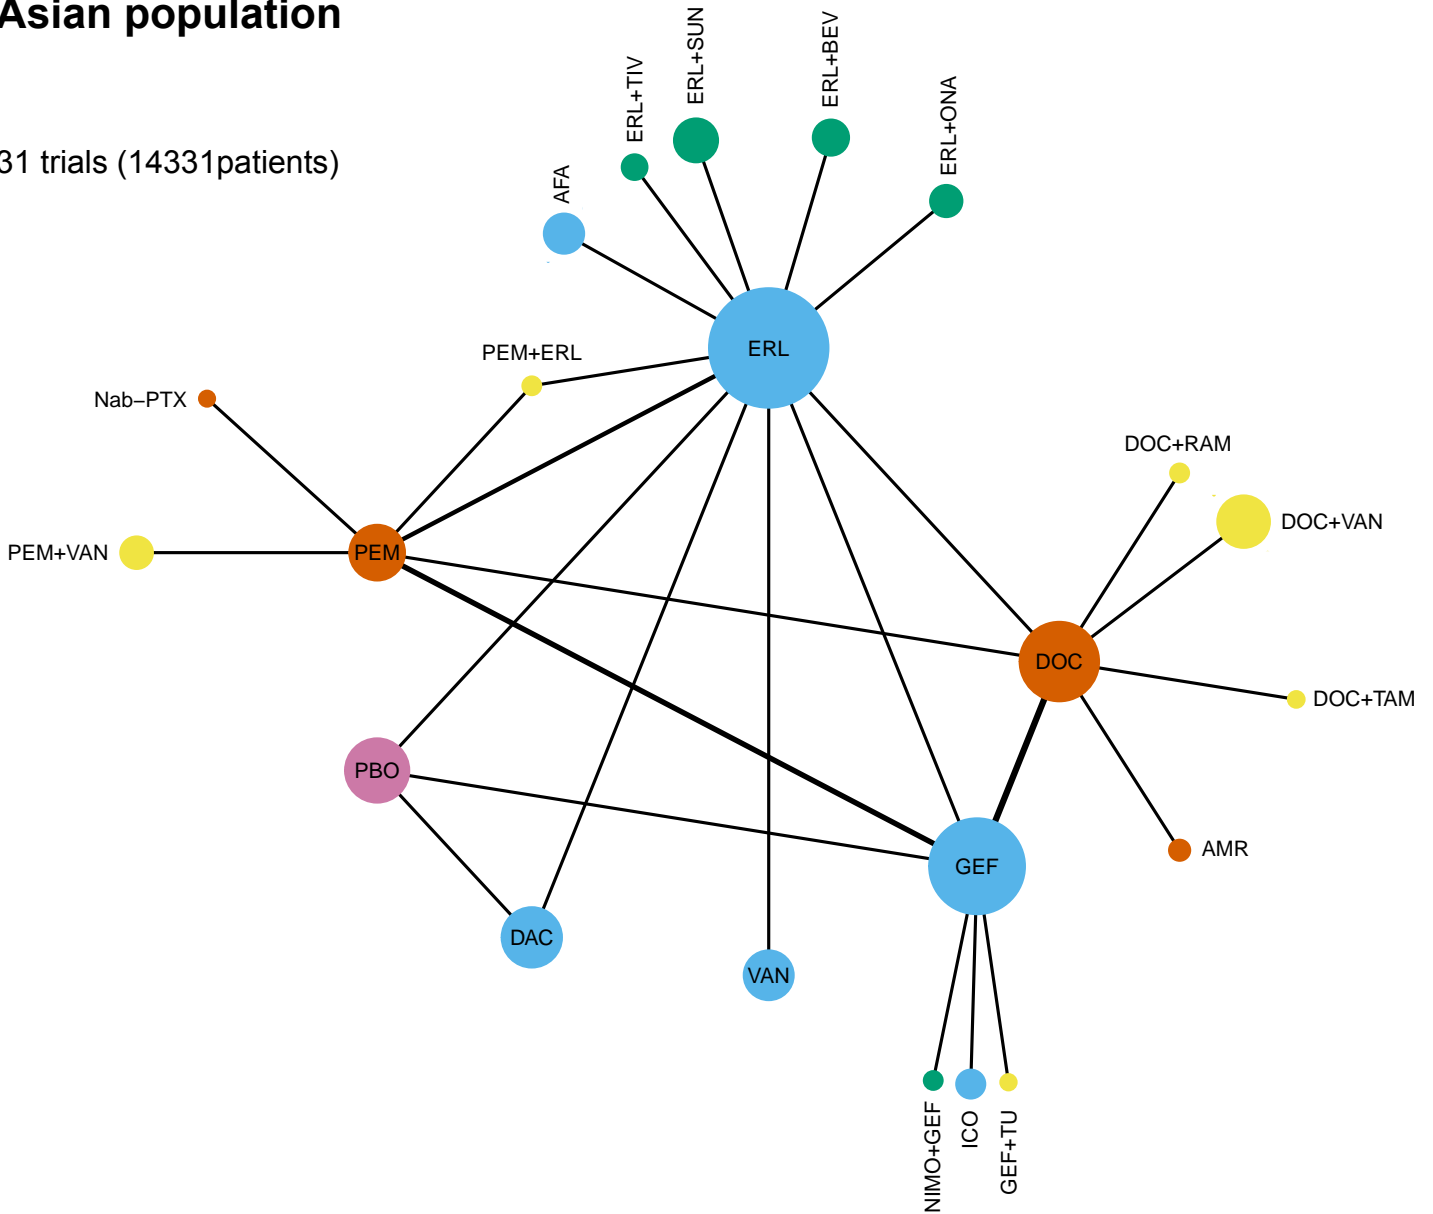 Asian population
31 trials (14331patients)
ERL+TIV
ERL+SUN
ERL+BEV
ERL+ONA
AFA
ERL
PEM+ERL
Nab−PTX
DOC+RAM
DOC+VAN
PEM+VAN
PEM
DOC
DOC+TAM
PBO
AMR
GEF
DAC
VAN
NIMO+GEF
ICO
GEF+TU